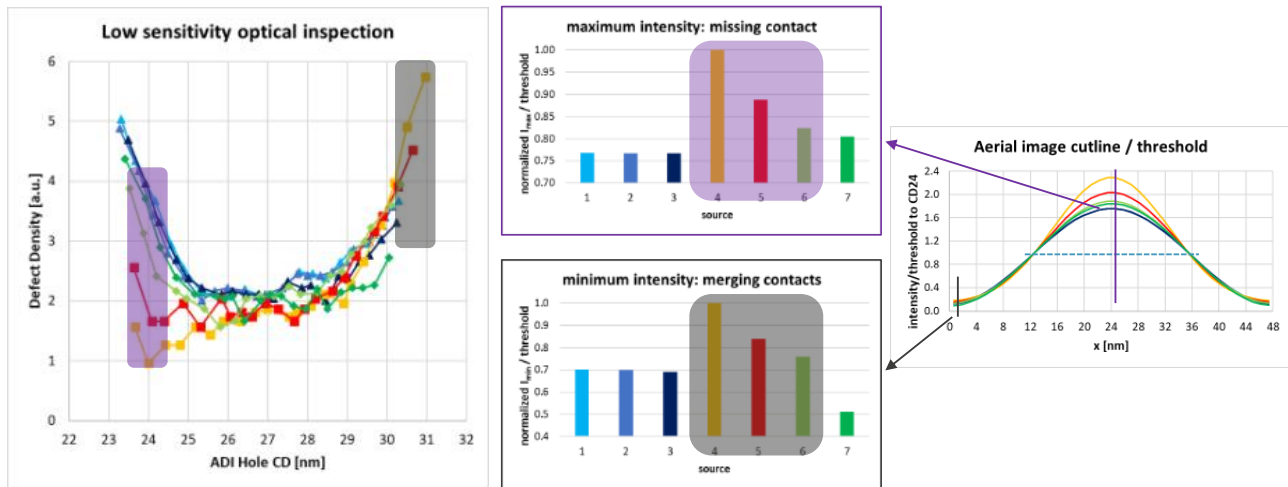 Low sensitivity optical inspection
Defect Density [a.u.]
6
5
4
3
2
1
0
22 23 24 25 26 27 28 29 30 31 32
ADI Hole CD [nm]
maximum intensity: missing contact
normalized Imax / threshold
1.00
0.95
0.90
0.85
0.80
0.75
0.70
1 2 3 4 5 6 7
source
minimum intensity: merging contacts
normalized Imin / threshold
1.0
0.9
0.8
0.7
0.6
0.5
0.4
1 2 3 4 5 6 7
source
Aerial image cutline / threshold
intensity/threshold to CD24
2.4
2.0
1.6
1.2
0.8
0.4
0.0
0 4 8 12 16 20 24 28 32 36 40 44 48
x [nm]